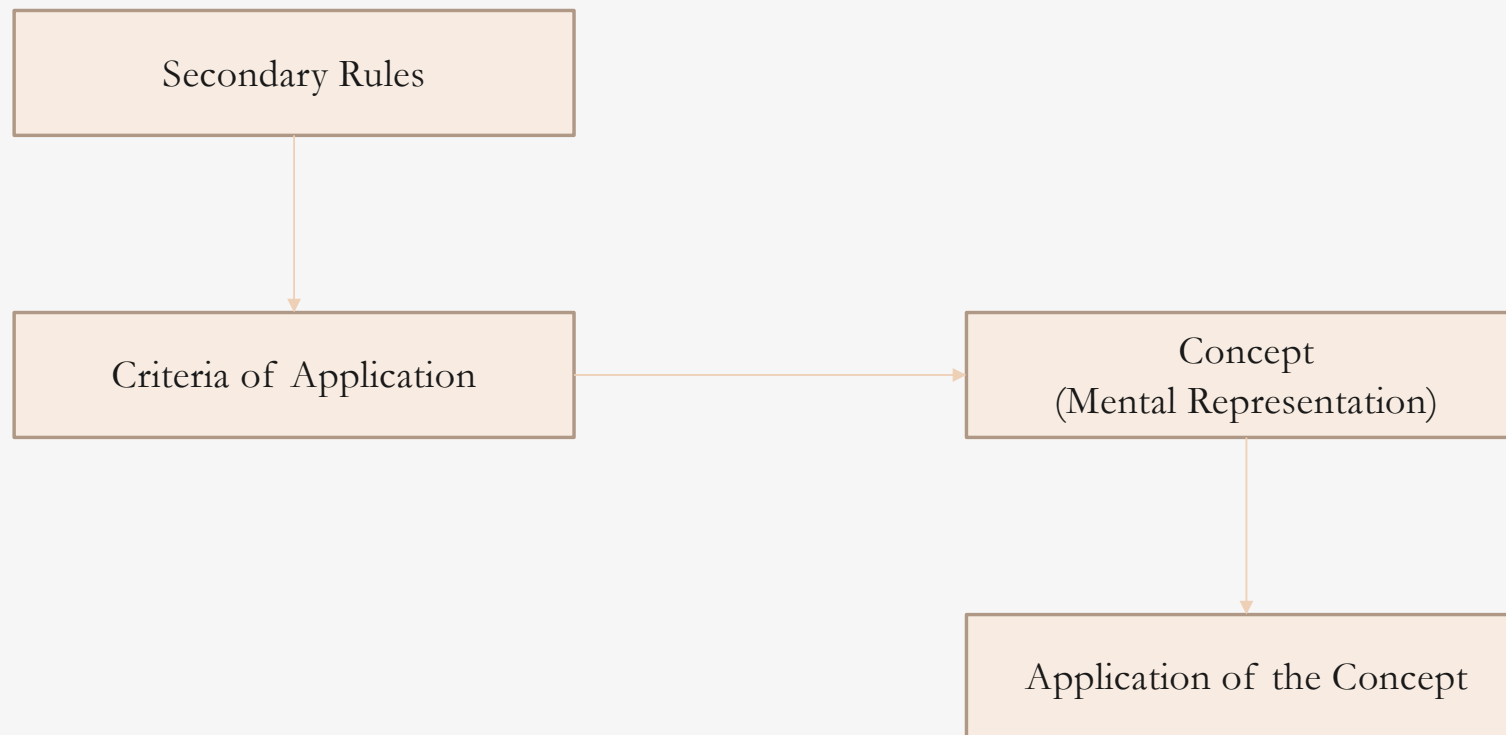 Secondary Rules
Criteria of Application
Concept
(Mental Representation)
Application of the Concept